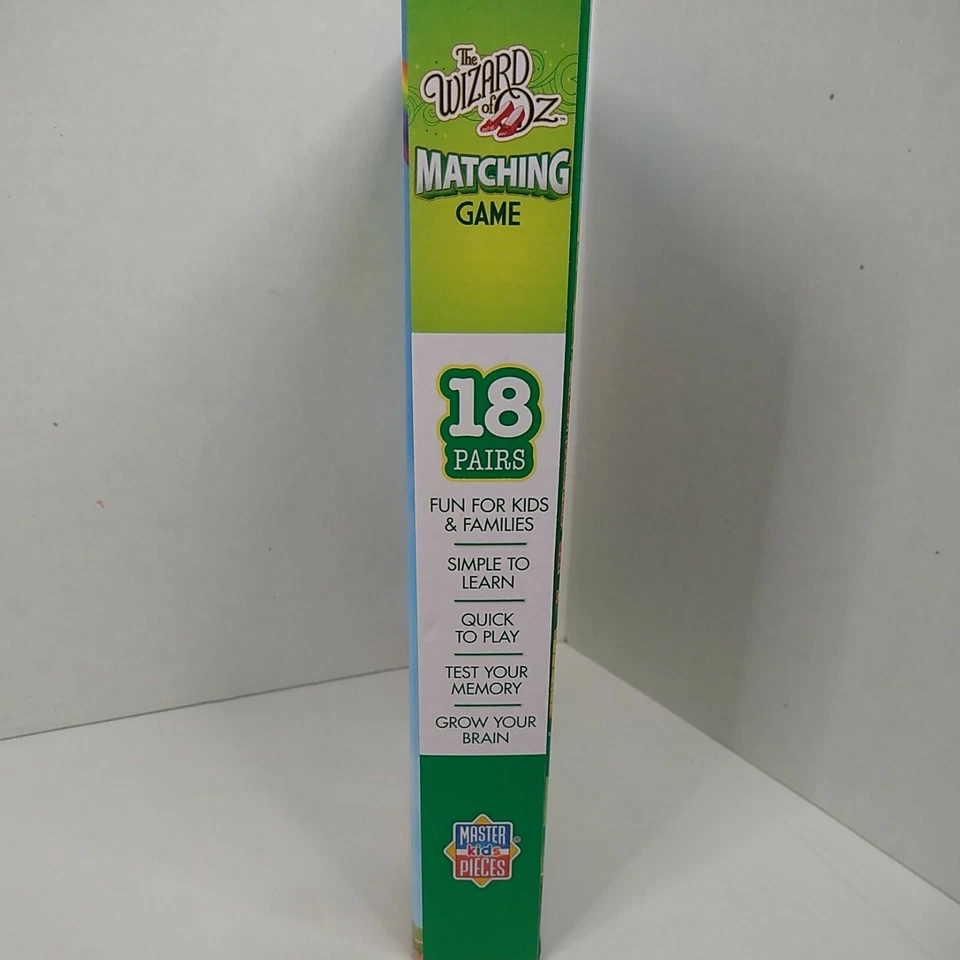 The
WIZARD
of OZ™
MATCHING
GAME
18
PAIRS
FUN FOR KIDS
& FAMILIES
SIMPLE TO
LEARN
QUICK
TO PLAY
TEST YOUR
MEMORY
GROW YOUR
BRAIN
MASTER
kids
PIECES®